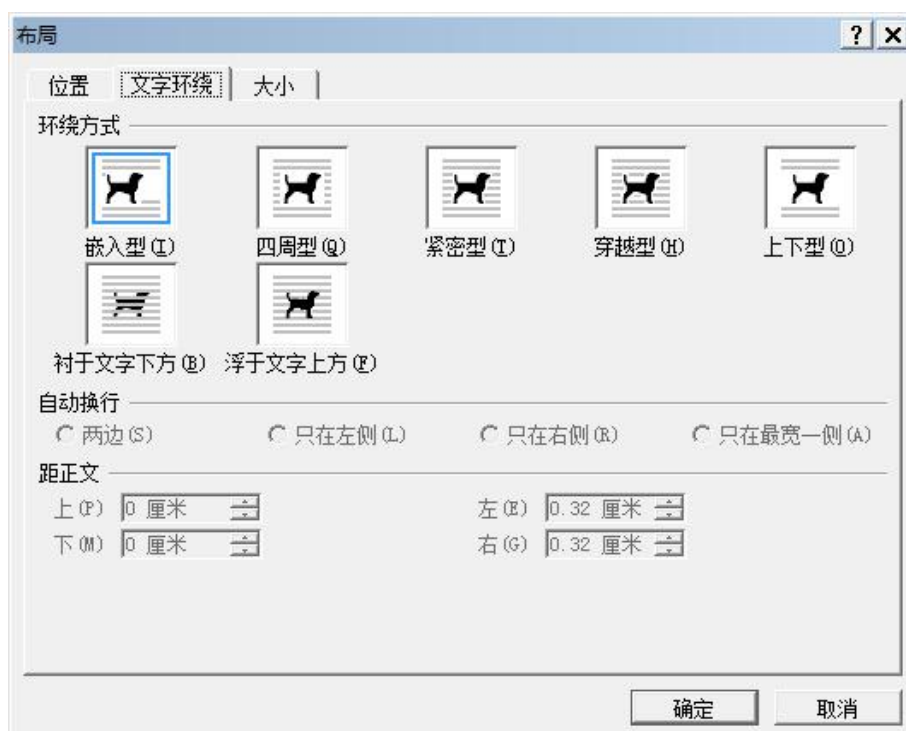 布局
位置 文字环绕 大小
环绕方式
嵌入型(I) 四周型(Q) 紧密型(T) 穿越型(H) 上下型(O)
衬于文字下方(B) 浮于文字上方(F)
自动换行
两边(S) 只在左侧(L) 只在右侧(R) 只在最宽一侧(A)
距正文
上(P) 0 厘米 左(E) 0.32 厘米
下(M) 0 厘米 右(G) 0.32 厘米
确定 取消